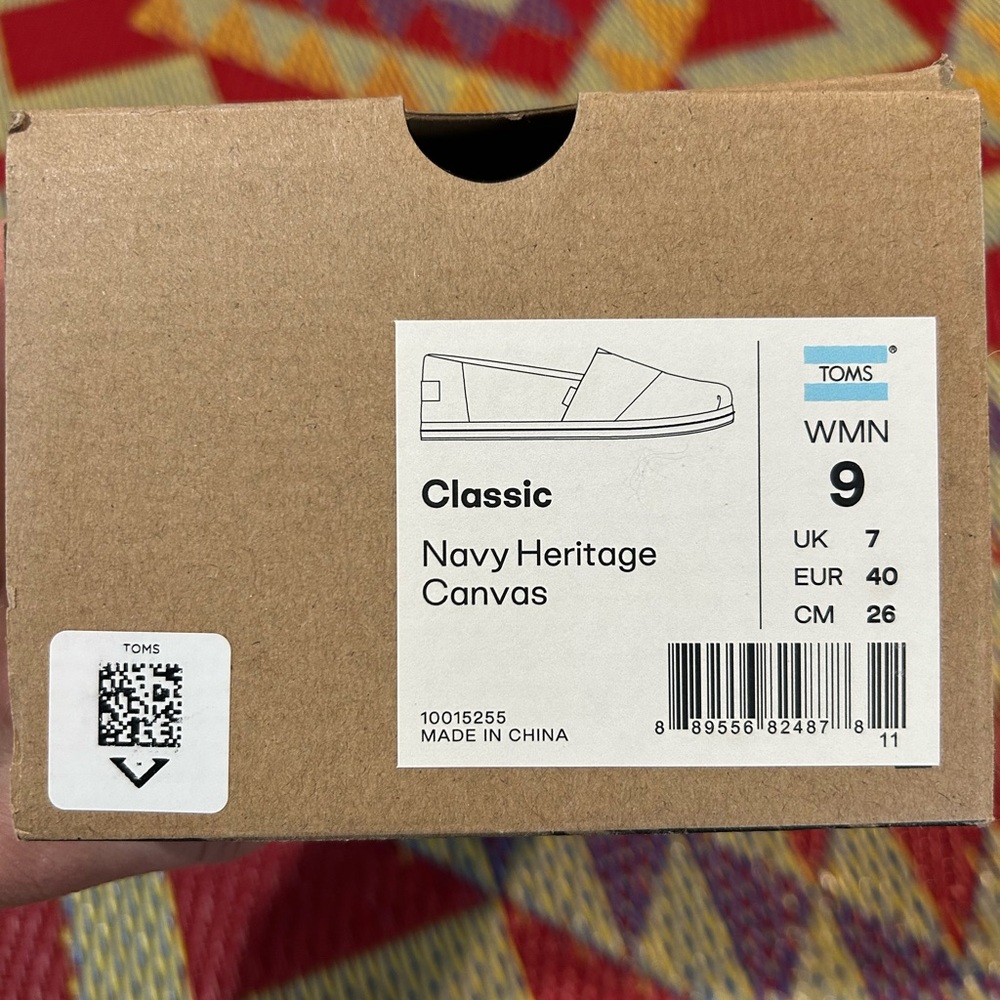 TOMS®
WMN
9
UK 7
EUR 40
CM 26
Classic
Navy Heritage
Canvas
10015255
MADE IN CHINA
8 89556 82487 8
11
TOMS